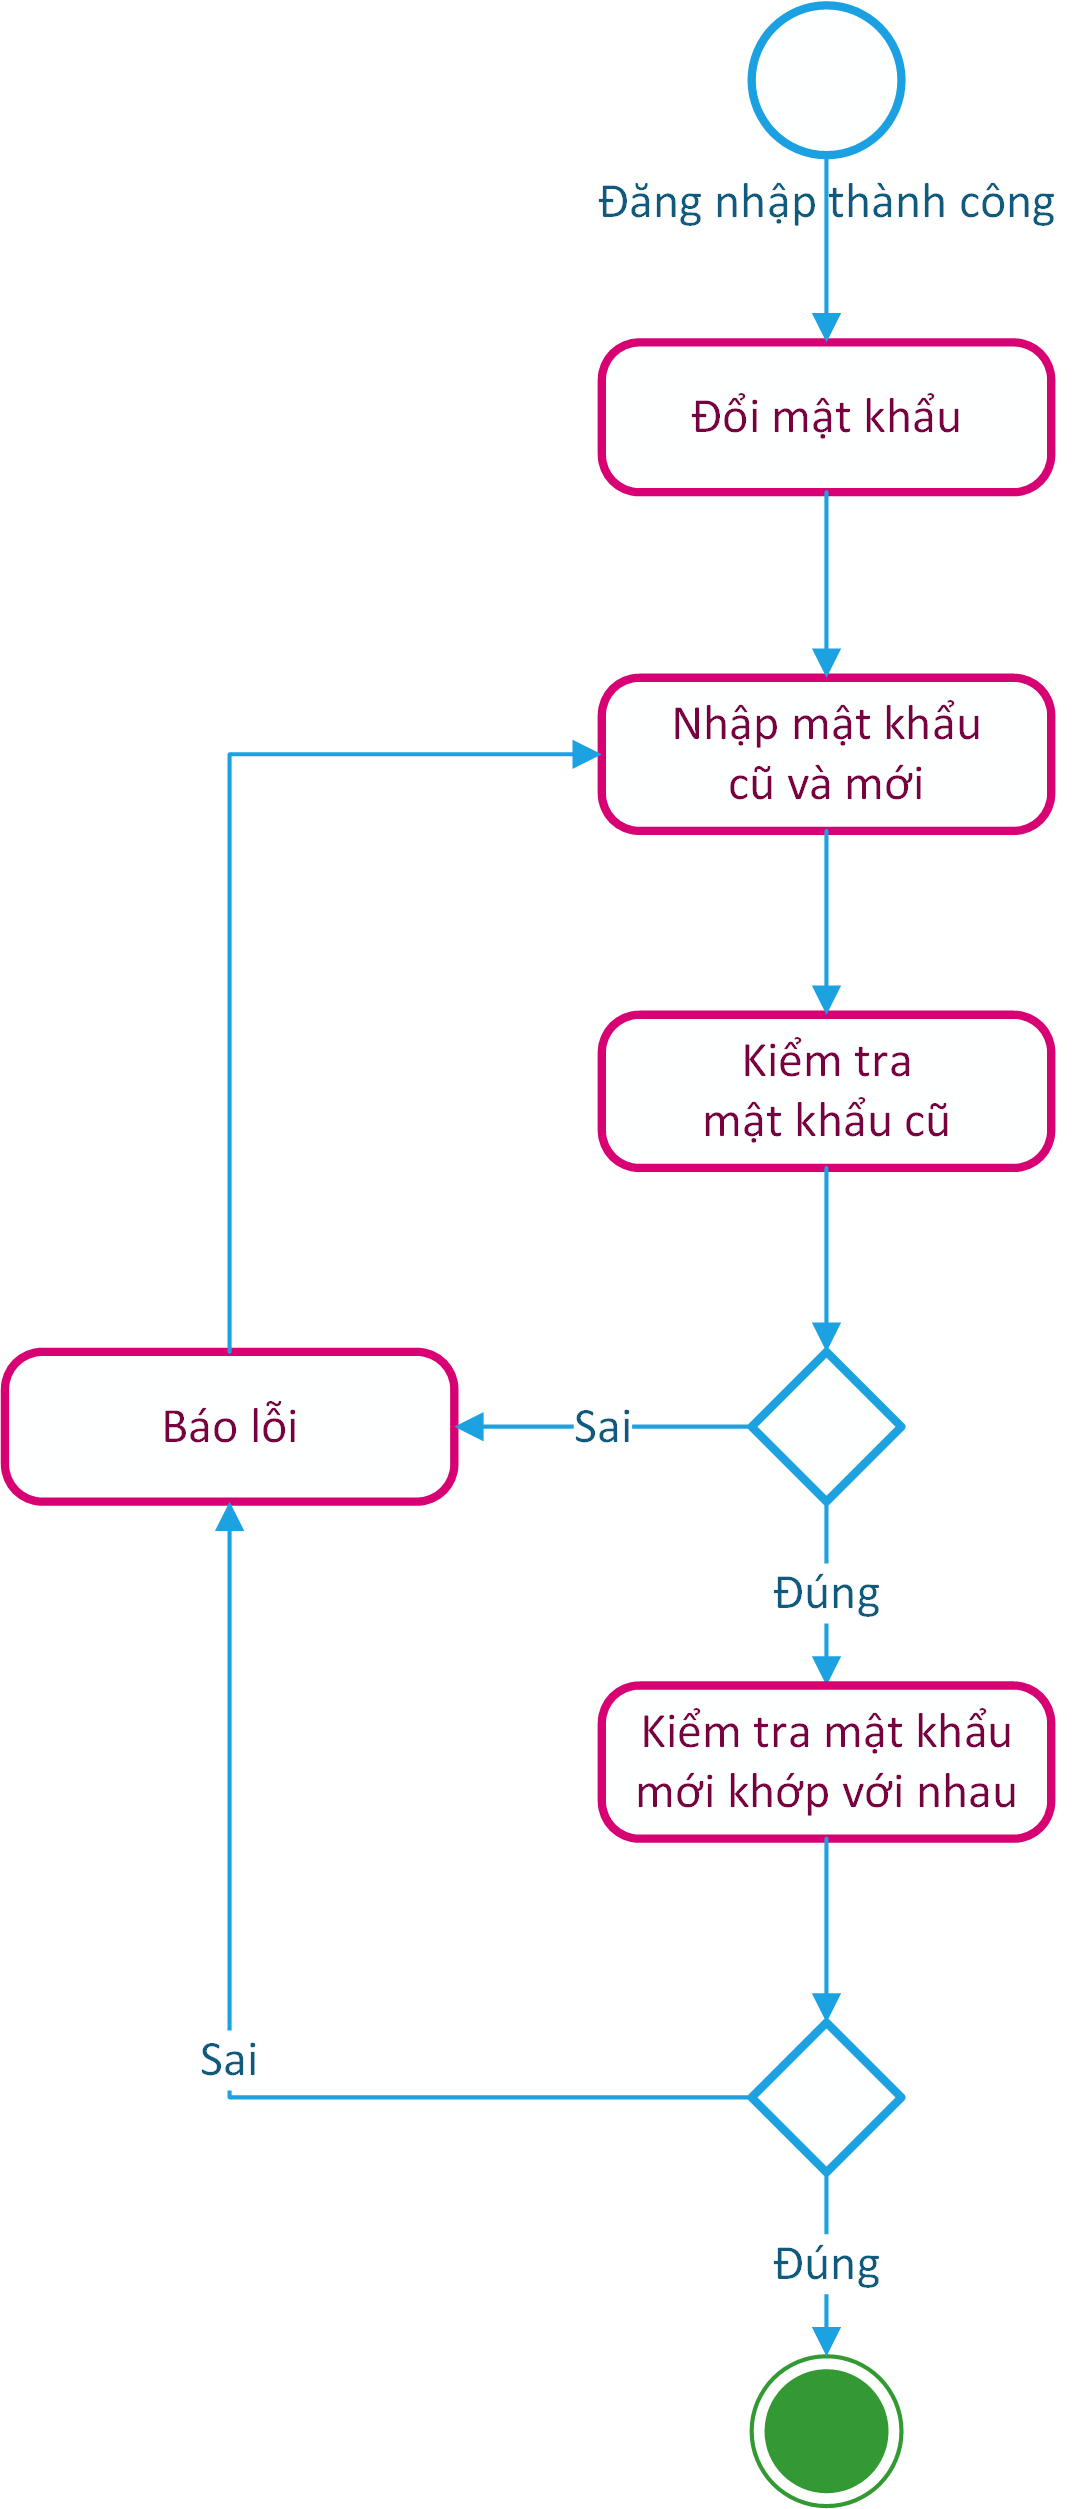 Đăng nhập thành công
Đổi mật khẩu
Nhập mật khẩu
cũ và mới
Kiểm tra
mật khẩu cũ
Báo lỗi
Sai
Đúng
Kiểm tra mật khẩu
mới khớp với nhau
Sai
Đúng